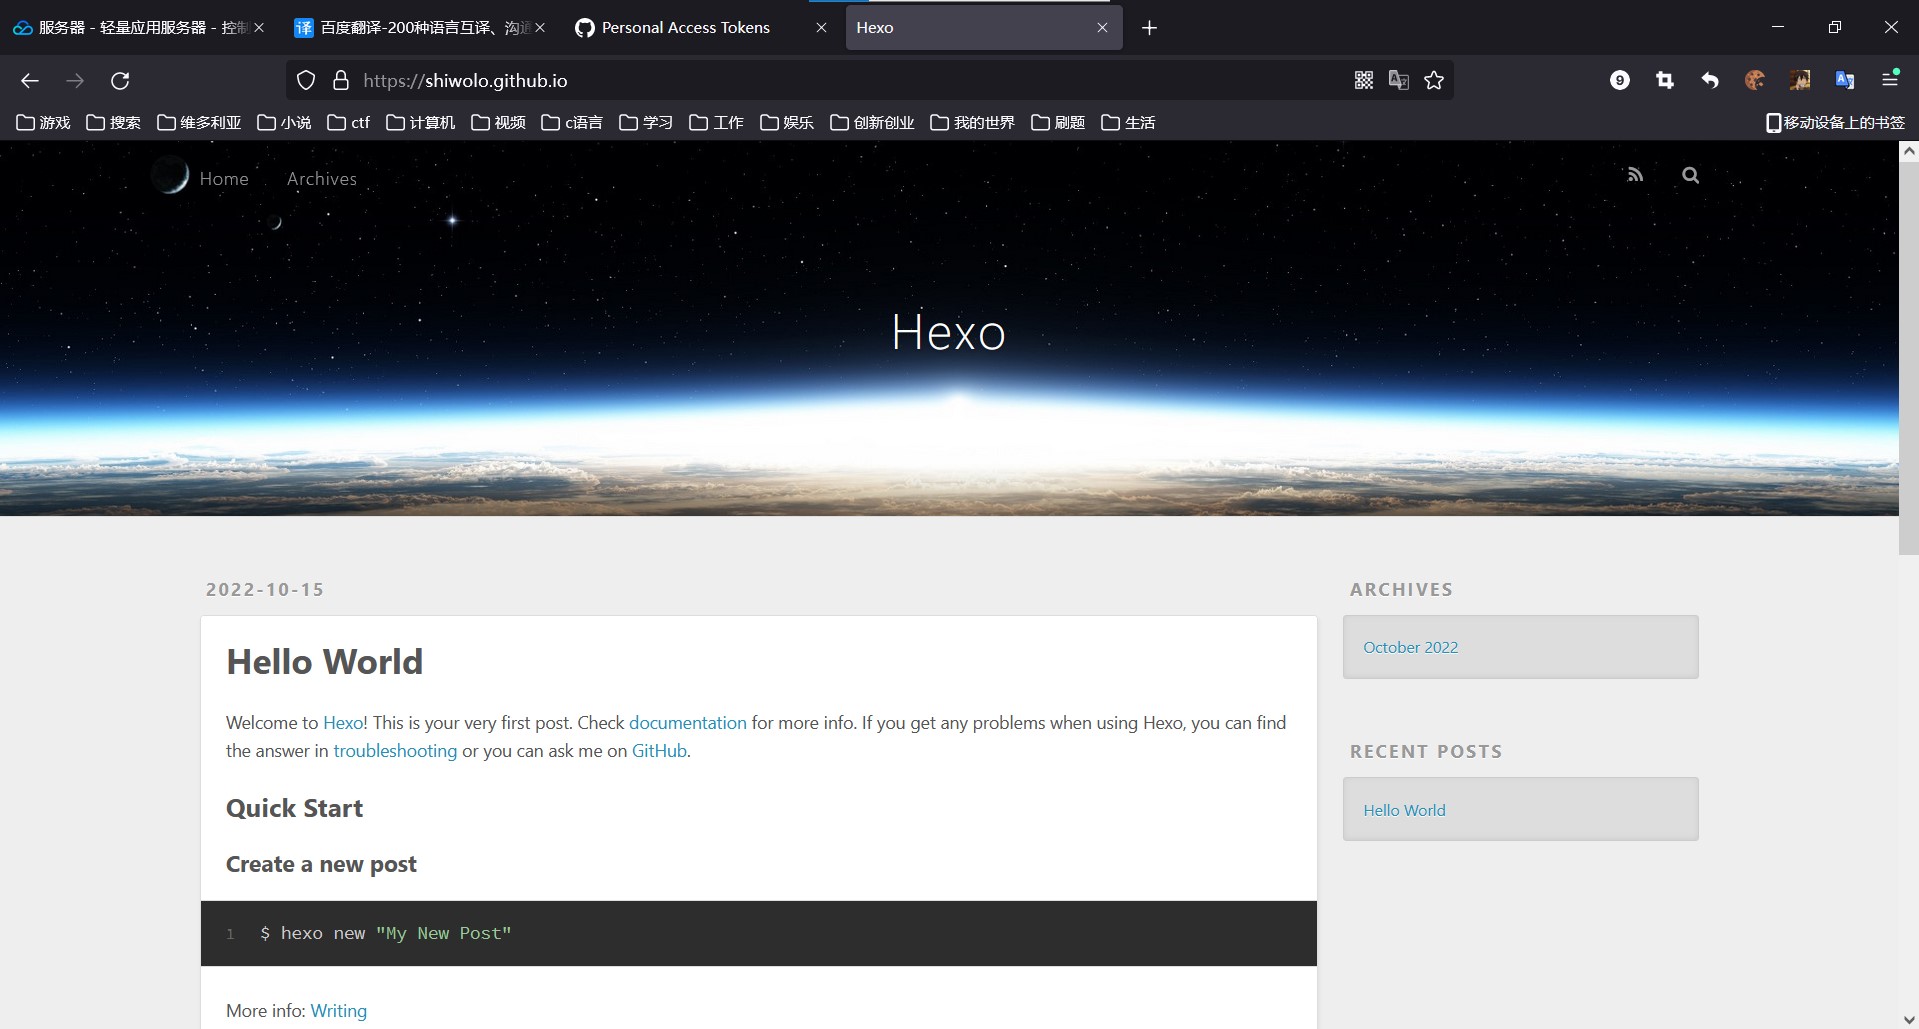 服务器 - 轻量应用服务器 - 控制
译 百度翻译-200种语言互译、沟通
Personal Access Tokens
Hexo
https://shiwolo.github.io
9
游戏 搜索 维多利亚 小说 ctf 计算机 视频 c语言 学习 工作 娱乐 创新创业 我的世界 刷题 生活 移动设备上的书签
Home Archives
Hexo
2022-10-15
Hello World
Welcome to Hexo! This is your very first post. Check documentation for more info. If you get any problems when using Hexo, you can find
the answer in troubleshooting or you can ask me on GitHub.
Quick Start
Create a new post
1 $ hexo new "My New Post"
More info: Writing
ARCHIVES
October 2022
RECENT POSTS
Hello World